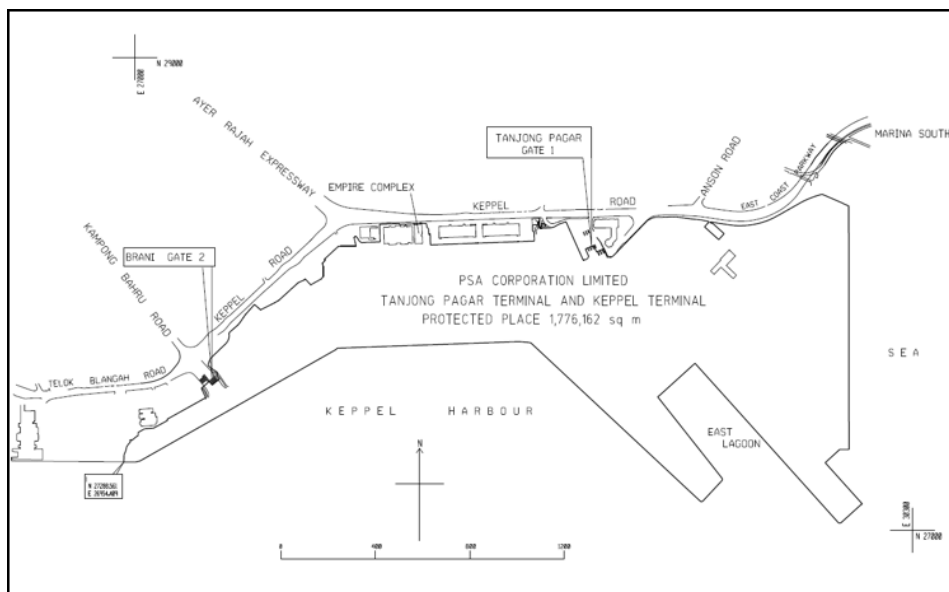 N 29000
E 27000
AYER RAJAH EXPRESSWAY
TANJONG PAGAR
GATE 1
ANSON ROAD
EAST COAST PARKWAY
MARINA SOUTH
EMPIRE COMPLEX
KEPPEL ROAD
KAMPONG BAHRU ROAD
BRANI GATE 2
KEPPEL ROAD
PSA CORPORATION LIMITED
TANJONG PAGAR TERMINAL AND KEPPEL TERMINAL
PROTECTED PLACE 1,776,162 sq m
SEA
TELOK BLANGAH ROAD
KEPPEL HARBOUR
EAST
LAGOON
N
E 30300
N 27000
0 400 800 1200